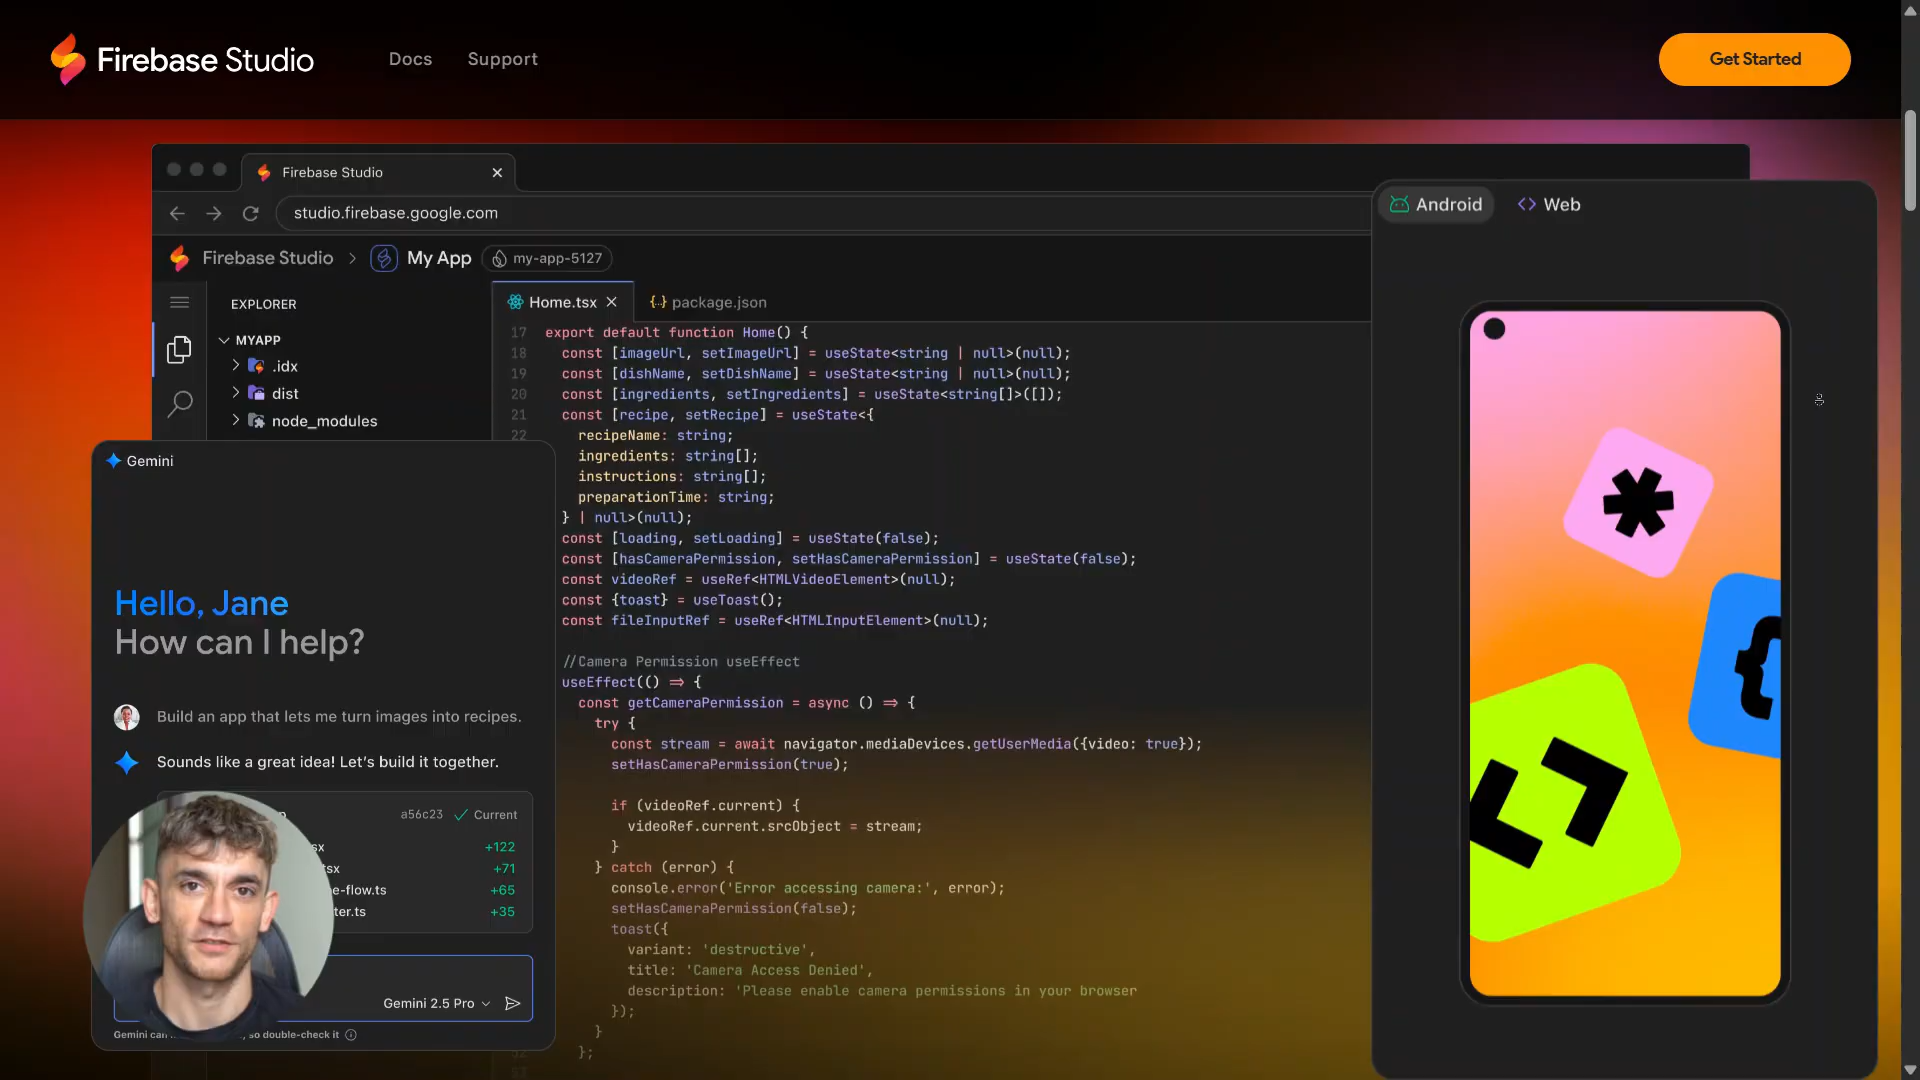 Firebase Studio
Docs
Support
Get Started
Firebase Studio
studio.firebase.google.com
Firebase Studio > My App my-app-5127
EXPLORER
MYAPP
.idx
dist
node_modules
Home.tsx
{..} package.json
17 export default function Home() {
18 const [imageUrl, setImageUrl] = useState<string | null>(null);
19 const [dishName, setDishName] = useState<string | null>(null);
20 const [ingredients, setIngredients] = useState<string[]>([]);
21 const [recipe, setRecipe] = useState<{
22 recipeName: string;
ingredients: string[];
instructions: string[];
preparationTime: string;
} | null>(null);
const [loading, setLoading] = useState(false);
const [hasCameraPermission, setHasCameraPermission] = useState(false);
const videoRef = useRef<HTMLVideoElement>(null);
const {toast} = useToast();
const fileInputRef = useRef<HTMLInputElement>(null);
//Camera Permission useEffect
useEffect(() => {
const getCameraPermission = async () => {
try {
const stream = await navigator.mediaDevices.getUserMedia({video: true});
setHasCameraPermission(true);
if (videoRef.current) {
videoRef.current.srcObject = stream;
}
} catch (error) {
console.error('Error accessing camera:', error);
setHasCameraPermission(false);
toast({
variant: 'destructive',
title: 'Camera Access Denied',
description: 'Please enable camera permissions in your browser
});
}
};
Gemini
Hello, Jane
How can I help?
Build an app that lets me turn images into recipes.
Sounds like a great idea! Let's build it together.
a56c23 Current
sx +122
tsx +71
e-flow.ts +65
ter.ts +35
Gemini 2.5 Pro
Gemini can , so double-check it
Android
<> Web